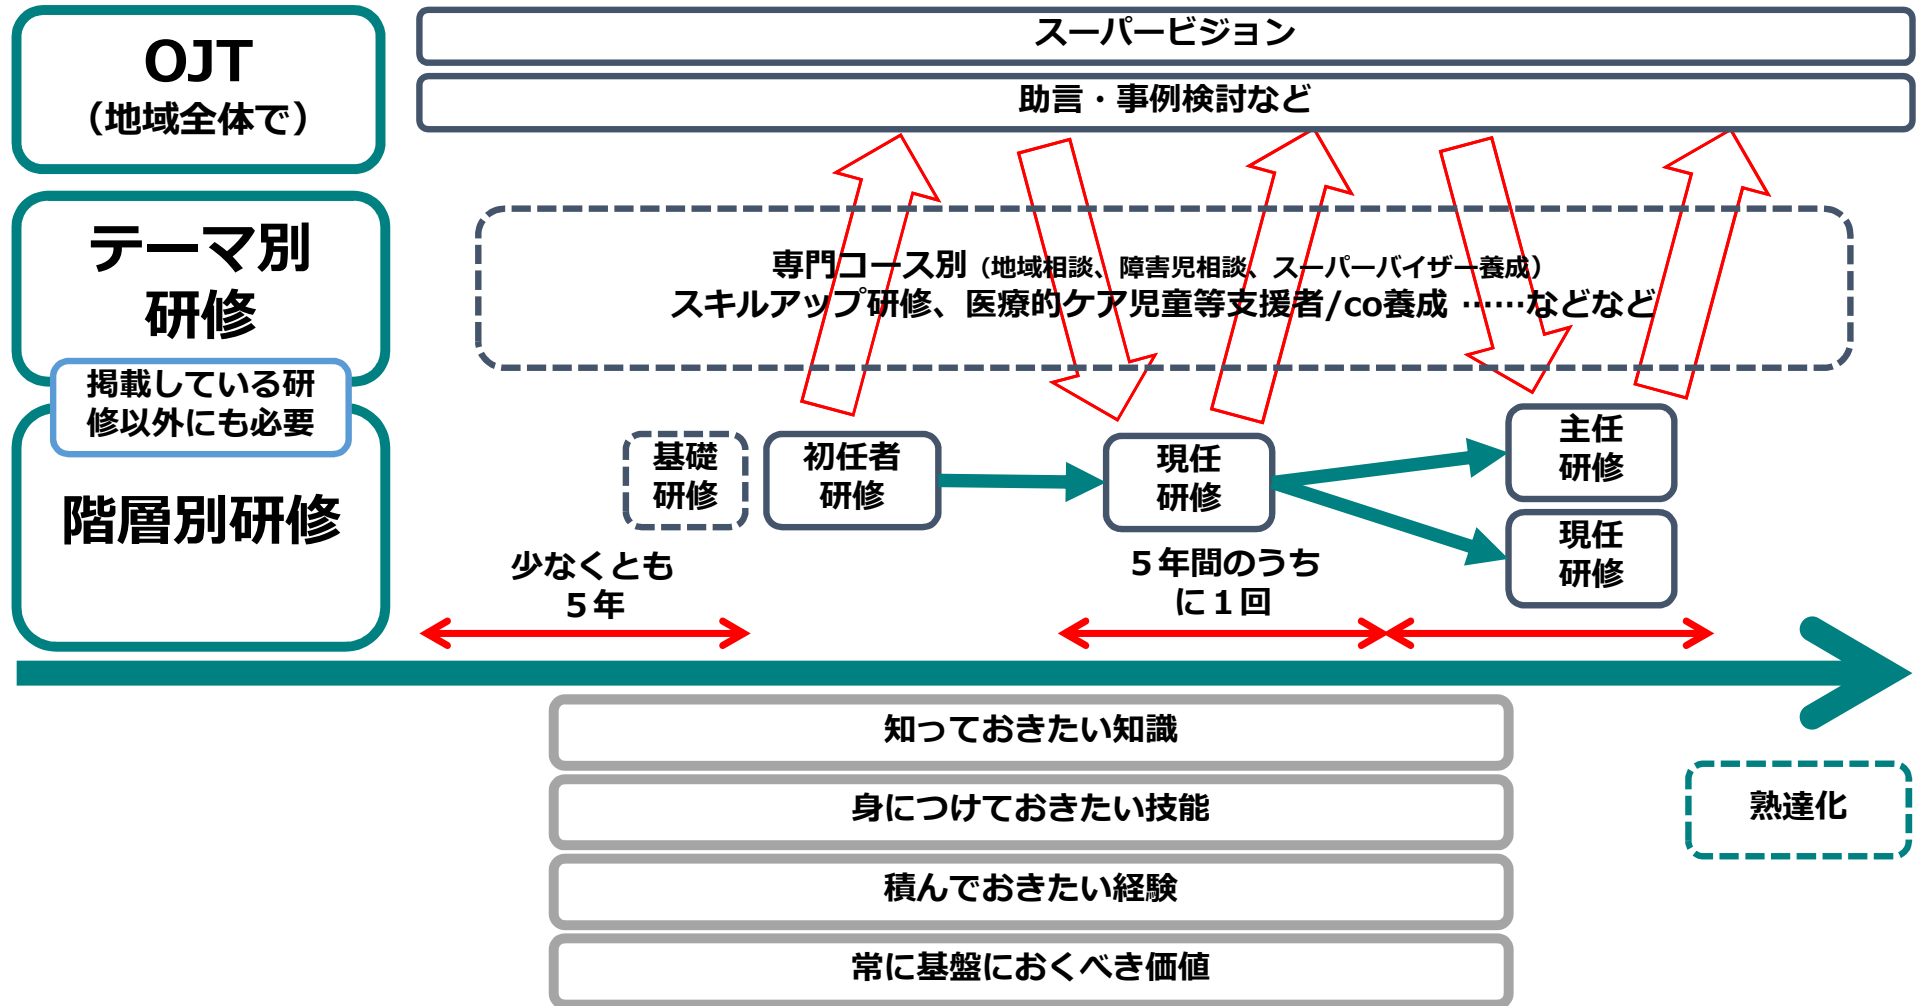 OJT
（地域全体で）
スーパービジョン
助言・事例検討など
テーマ別
研修
専門コース別（地域相談、障害児相談、スーパーバイザー養成）
スキルアップ研修、医療的ケア児童等支援者/co養成 ……などなど
掲載している研
修以外にも必要
階層別研修
基礎
研修
初任者
研修
現任
研修
主任
研修
現任
研修
少なくとも
５年
５年間のうち
に１回
知っておきたい知識
身につけておきたい技能
積んでおきたい経験
常に基盤におくべき価値
熟達化